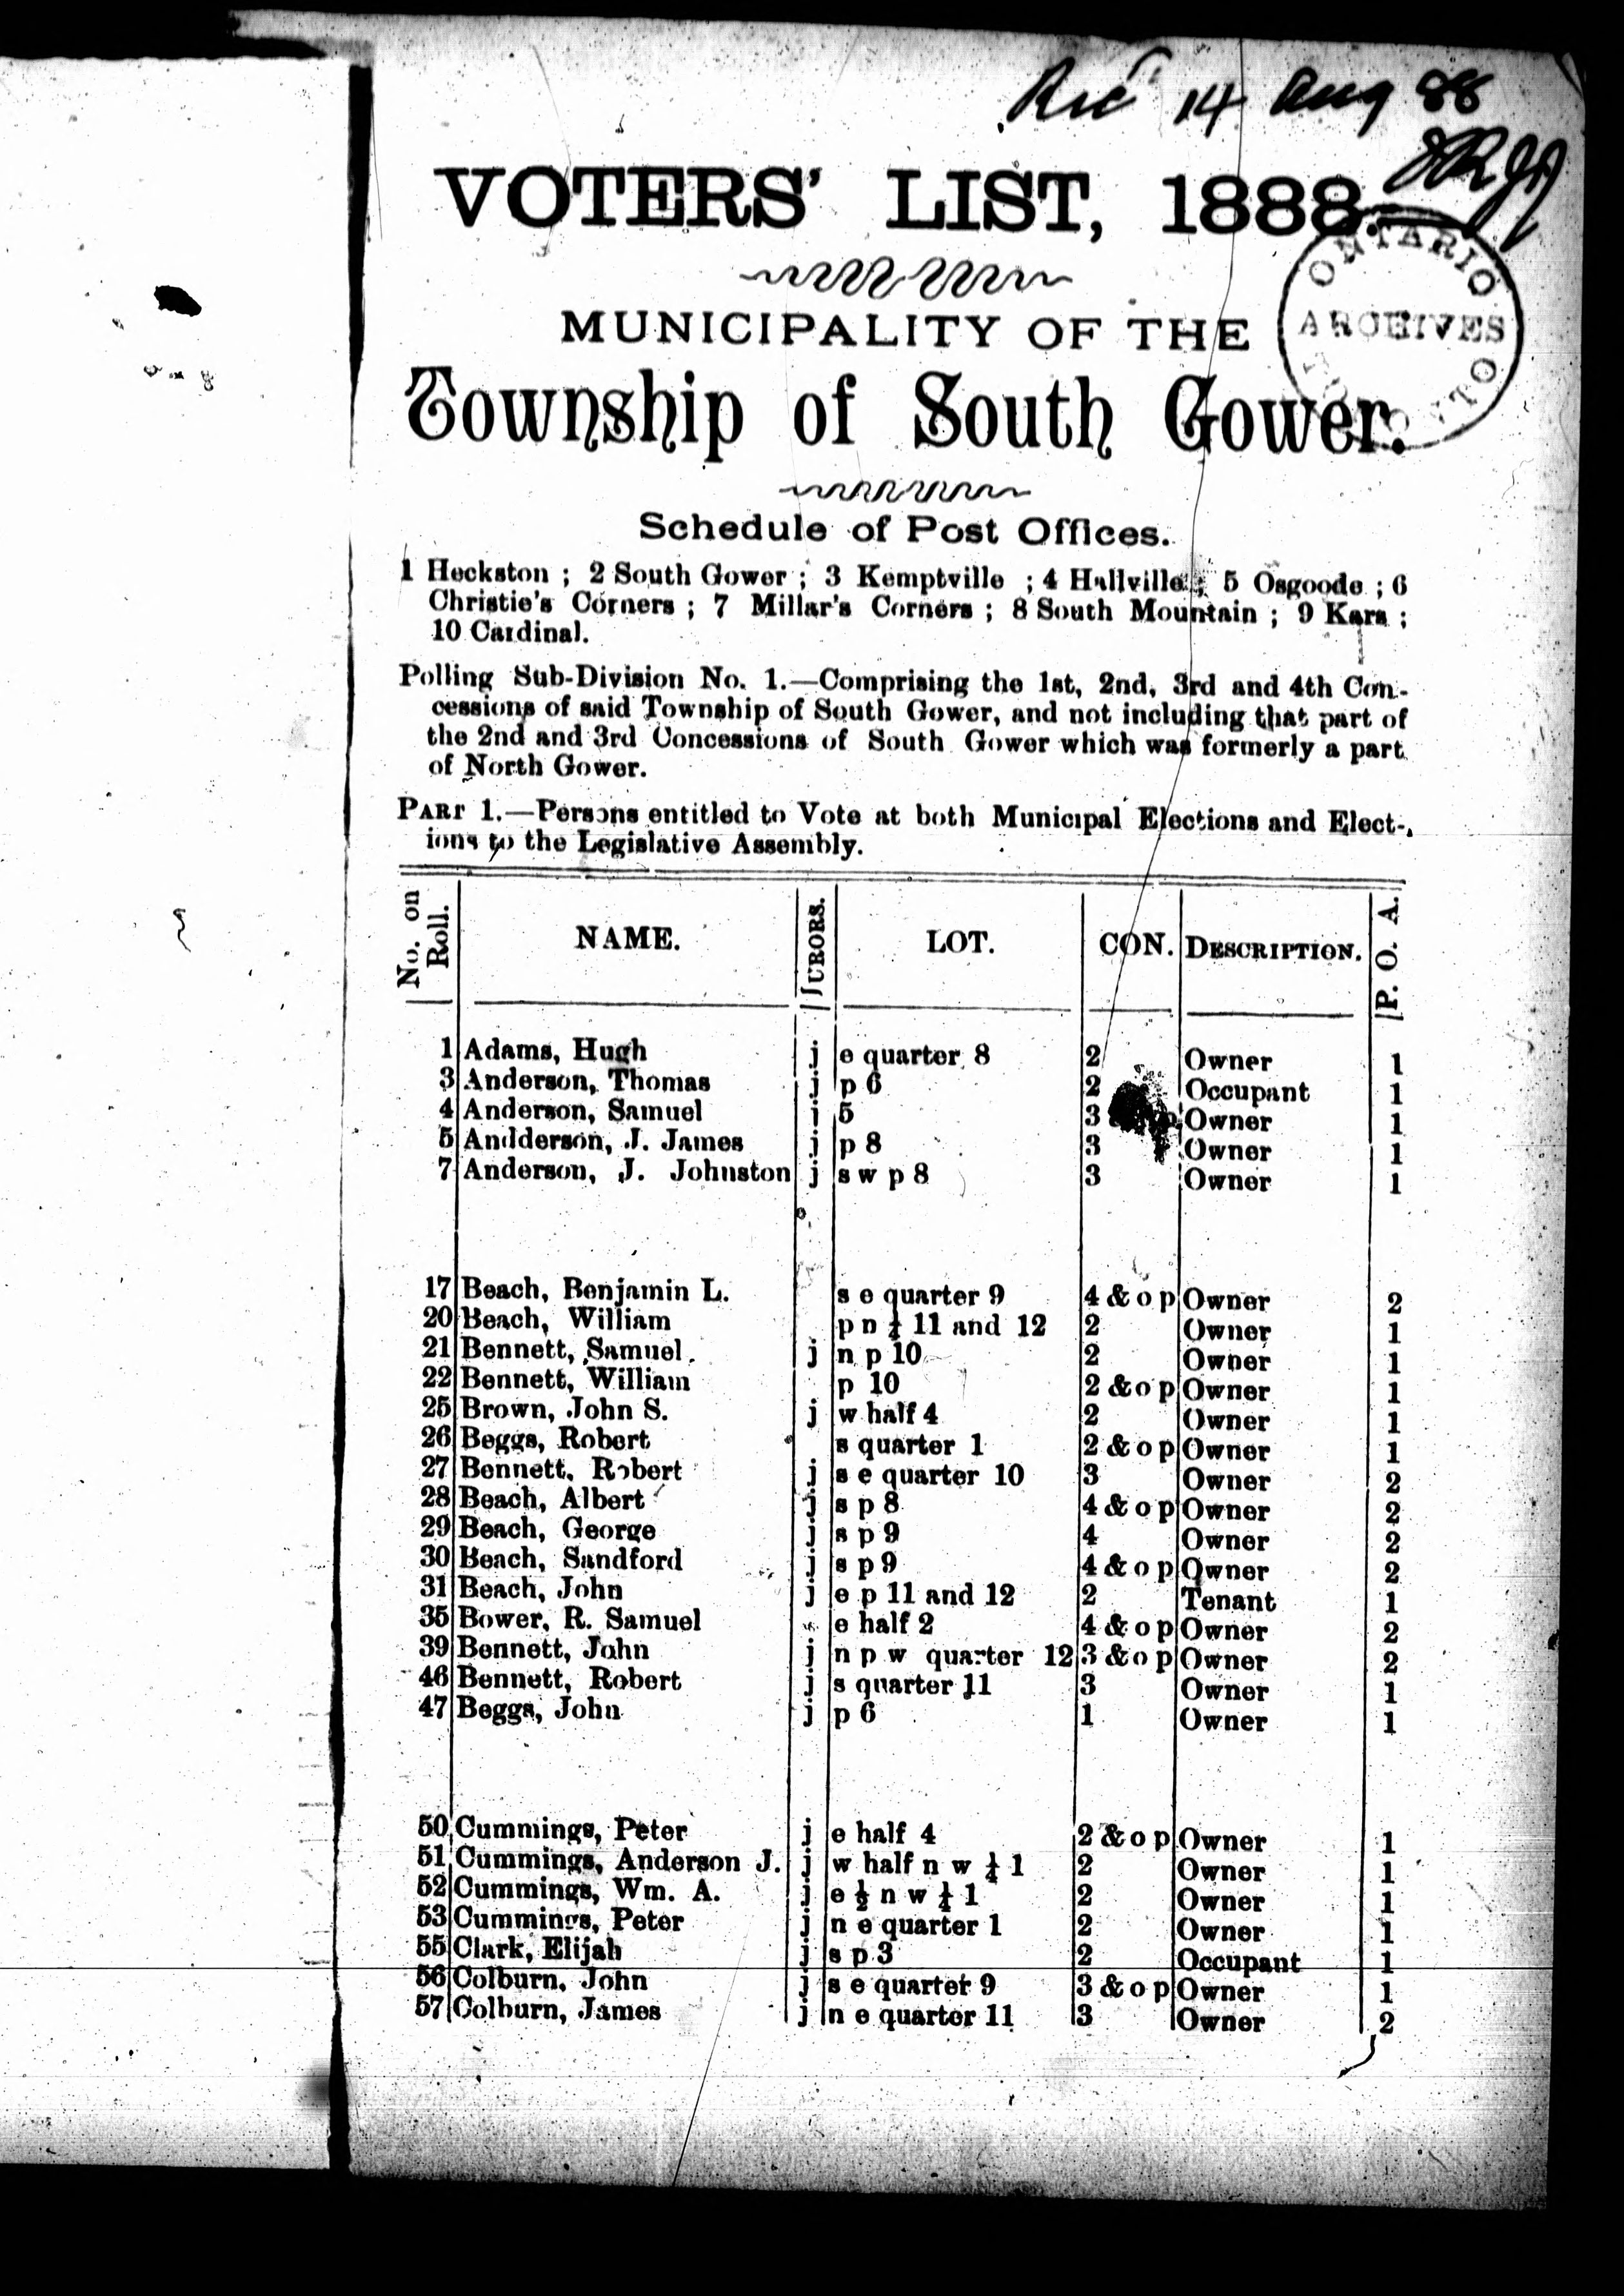 Rec 14 Aug 88
VOTERS' LIST, 1888.
ONTARIO
ARCHIVES
MUNICIPALITY OF THE
Township of South Gower.
Schedule of Post Offices.
1 Heckston ; 2 South Gower ; 3 Kemptville ; 4 Hallville ; 5 Osgoode ; 6
Christie's Corners ; 7 Millar's Corners ; 8 South Mountain ; 9 Kars ;
10 Cardinal.
Polling Sub-Division No. 1.—Comprising the 1st, 2nd, 3rd and 4th Con-
cessions of said Township of South Gower, and not including that part of
the 2nd and 3rd Concessions of South Gower which was formerly a part
of North Gower.
PART 1.—Persons entitled to Vote at both Municipal Elections and Elect-
ions to the Legislative Assembly.
No. on Roll. NAME. JURORS. LOT. CON. DESCRIPTION. P. O. A.
1 Adams, Hugh j e quarter 8 2 Owner 1
3 Anderson, Thomas j p 6 2 Occupant 1
4 Anderson, Samuel j 5 3 Owner 1
5 Andderson, J. James j p 8 3 Owner 1
7 Anderson, J. Johnston j s w p 8 3 Owner 1
17 Beach, Benjamin L. s e quarter 9 4 & o p Owner 2
20 Beach, William p n ¼ 11 and 12 2 Owner 1
21 Bennett, Samuel j n p 10 2 Owner 1
22 Bennett, William p 10 2 & o p Owner 1
25 Brown, John S. j w half 4 2 Owner 1
26 Beggs, Robert s quarter 1 2 & o p Owner 1
27 Bennett, Robert j s e quarter 10 3 Owner 2
28 Beach, Albert j s p 8 4 & o p Owner 2
29 Beach, George j s p 9 4 Owner 2
30 Beach, Sandford j s p 9 4 & o p Owner 2
31 Beach, John j e p 11 and 12 2 Tenant 1
35 Bower, R. Samuel e half 2 4 & o p Owner 2
39 Bennett, John j n p w quarter 12 3 & o p Owner 2
46 Bennett, Robert j s quarter 11 3 Owner 1
47 Beggs, John j p 6 1 Owner 1
50 Cummings, Peter j e half 4 2 & o p Owner 1
51 Cummings, Anderson J. j w half n w ¼ 1 2 Owner 1
52 Cummings, Wm. A. j e ½ n w ¼ 1 2 Owner 1
53 Cummings, Peter j n e quarter 1 2 Owner 1
55 Clark, Elijah j s p 3 2 Occupant 1
56 Colburn, John j s e quarter 9 3 & o p Owner 1
57 Colburn, James j n e quarter 11 3 Owner 2